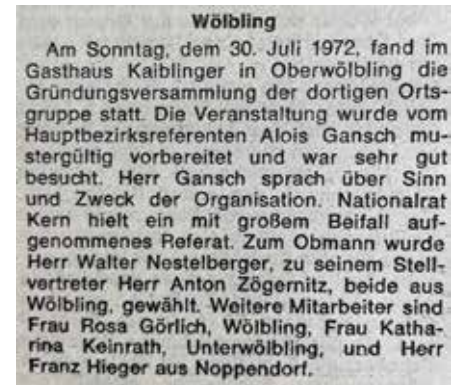 Wölbling
Am Sonntag, dem 30. Juli 1972, fand im
Gasthaus Kaiblinger in Oberwölbling die
Gründungsversammlung der dortigen Orts-
gruppe statt. Die Veranstaltung wurde vom
Hauptbezirksreferenten Alois Gansch mu-
stergültig vorbereitet und war sehr gut
besucht. Herr Gansch sprach über Sinn
und Zweck der Organisation. Nationalrat
Kern hielt ein mit großem Beifall auf-
genommenes Referat. Zum Obmann wurde
Herr Walter Nestelberger, zu seinem Stell-
vertreter Herr Anton Zögernitz, beide aus
Wölbling, gewählt. Weitere Mitarbeiter sind
Frau Rosa Görlich, Wölbling, Frau Katha-
rina Keinrath, Unterwölbling, und Herr
Franz Hieger aus Noppendorf.